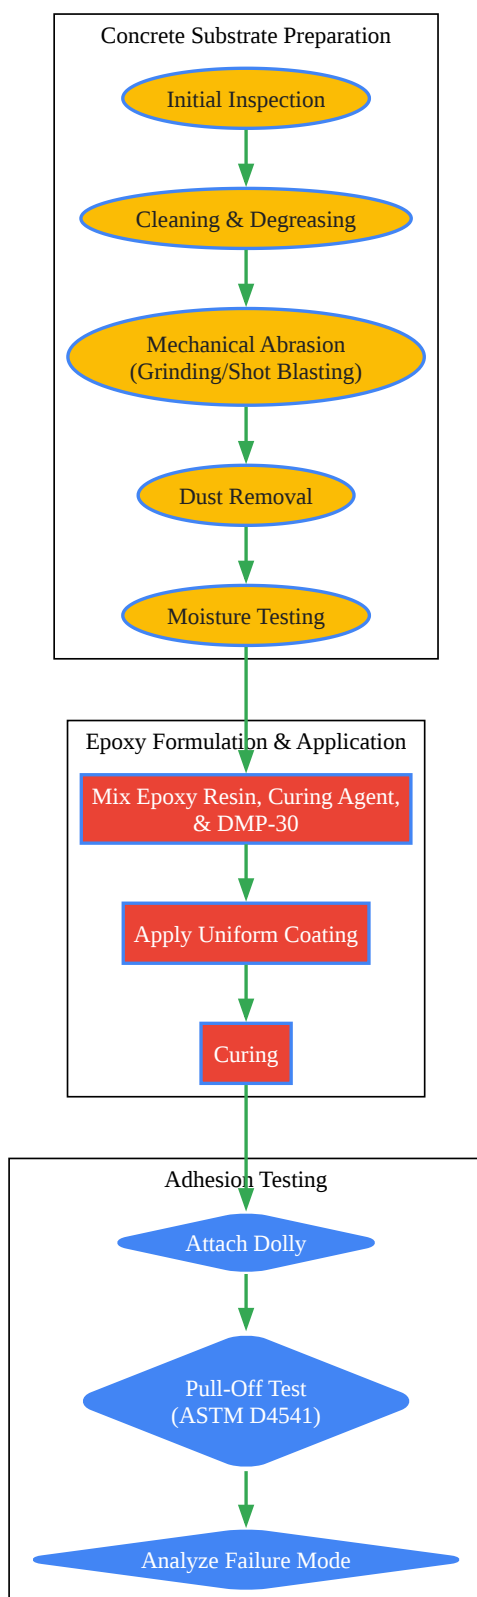 Concrete Substrate Preparation
Initial Inspection
Cleaning & Degreasing
Mechanical Abrasion
(Grinding/Shot Blasting)
Dust Removal
Moisture Testing
Epoxy Formulation & Application
Mix Epoxy Resin, Curing Agent,
& DMP-30
Apply Uniform Coating
Curing
Adhesion Testing
Attach Dolly
Pull-Off Test
(ASTM D4541)
Analyze Failure Mode